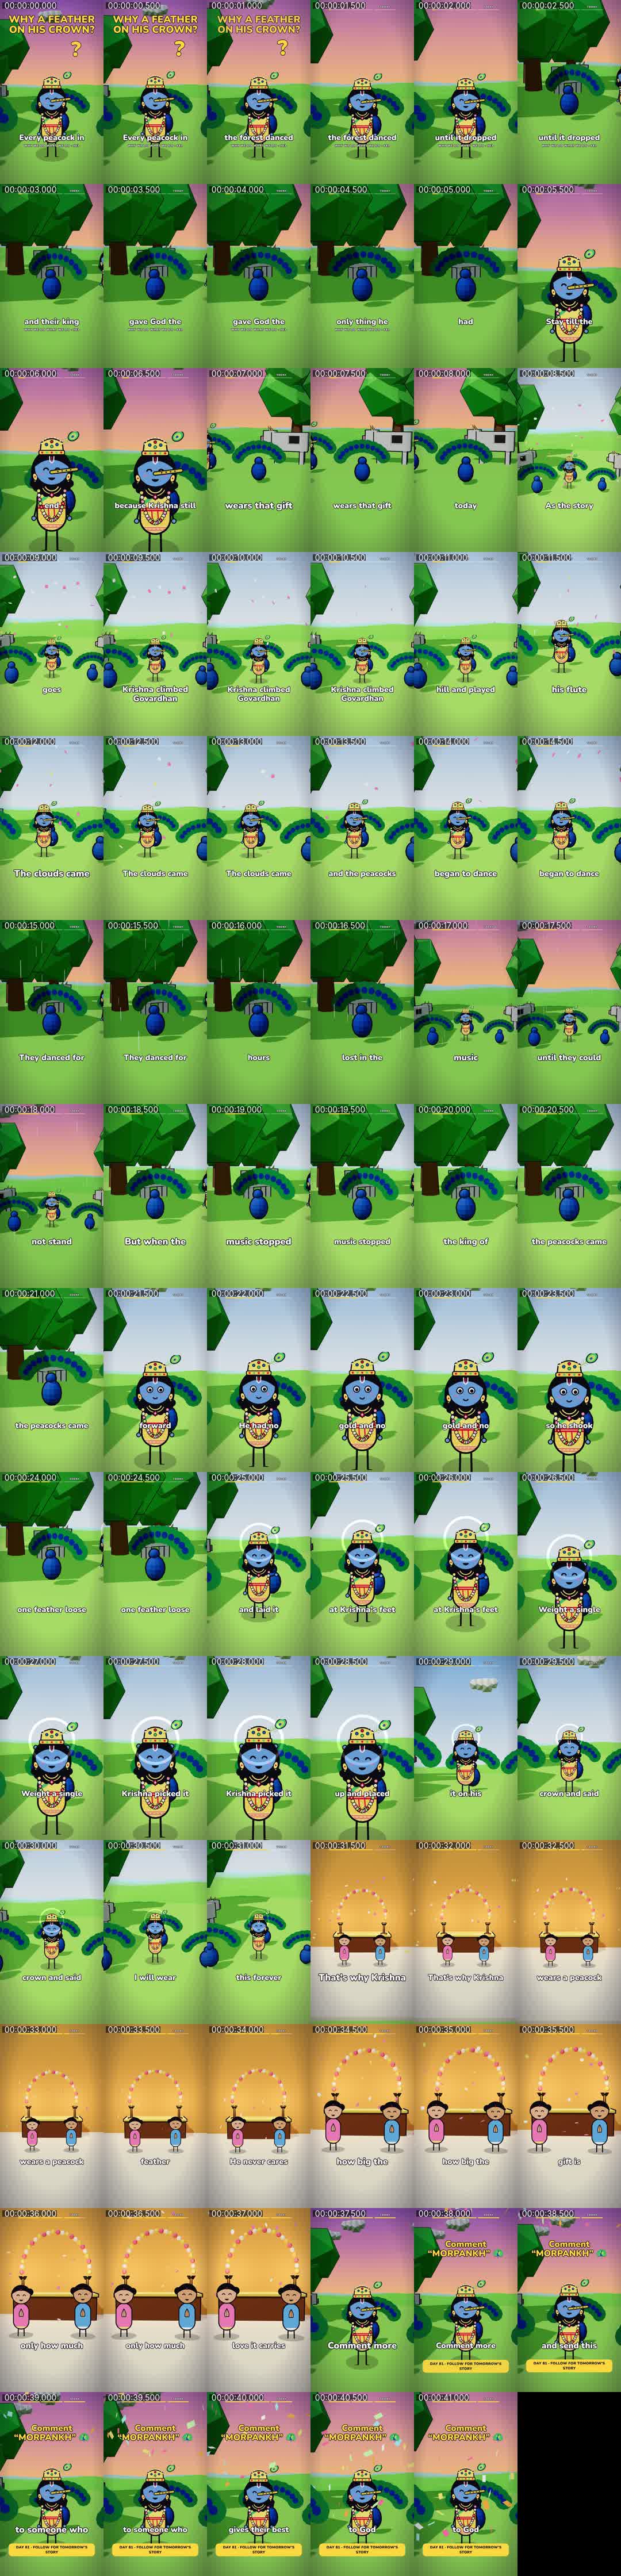 00:00:00.000
00:00:00.500
00:00:01.000
00:00:01.500
00:00:02.000
00:00:02.500
WHY A FEATHER
ON HIS CROWN?
?
WHY A FEATHER
ON HIS CROWN?
?
WHY A FEATHER
ON HIS CROWN?
?
Every peacock in
Every peacock in
the forest danced
the forest danced
until it dropped
until it dropped
00:00:03.000
00:00:03.500
00:00:04.000
00:00:04.500
00:00:05.000
00:00:05.500
and their king
gave God the
gave God the
only thing he
had
Stay till the
00:00:06.000
00:00:06.500
00:00:07.000
00:00:07.500
00:00:08.000
00:00:08.500
end
because Krishna still
wears that gift
wears that gift
today
As the story
00:00:09.000
00:00:09.500
00:00:10.000
00:00:10.500
00:00:11.000
00:00:11.500
goes
Krishna climbed
Govardhan
Krishna climbed
Govardhan
Krishna climbed
Govardhan
hill and played
his flute
00:00:12.000
00:00:12.500
00:00:13.000
00:00:13.500
00:00:14.000
00:00:14.500
The clouds came
The clouds came
The clouds came
and the peacocks
began to dance
began to dance
00:00:15.000
00:00:15.500
00:00:16.000
00:00:16.500
00:00:17.000
00:00:17.500
They danced for
They danced for
hours
lost in the
music
until they could
00:00:18.000
00:00:18.500
00:00:19.000
00:00:19.500
00:00:20.000
00:00:20.500
not stand
But when the
music stopped
music stopped
the king of
the peacocks came
00:00:21.000
00:00:21.500
00:00:22.000
00:00:22.500
00:00:23.000
00:00:23.500
the peacocks came
forward
He had no
gold and no
gold and no
so he shook
00:00:24.000
00:00:24.500
00:00:25.000
00:00:25.500
00:00:26.000
00:00:26.500
one feather loose
one feather loose
and laid it
at Krishna's feet
at Krishna's feet
Weight a single
00:00:27.000
00:00:27.500
00:00:28.000
00:00:28.500
00:00:29.000
00:00:29.500
Weight a single
Krishna picked it
Krishna picked it
up and placed
it on his
crown and said
00:00:30.000
00:00:30.500
00:00:31.000
00:00:31.500
00:00:32.000
00:00:32.500
crown and said
I will wear
this forever
That's why Krishna
That's why Krishna
wears a peacock
00:00:33.000
00:00:33.500
00:00:34.000
00:00:34.500
00:00:35.000
00:00:35.500
wears a peacock
feather
He never cares
how big the
how big the
gift is
00:00:36.000
00:00:36.500
00:00:37.000
00:00:37.500
00:00:38.000
00:00:38.500
Comment
"MORPANKH"
Comment
"MORPANKH"
only how much
only how much
love it carries
Comment more
Comment more
and send this
DAY 81 · FOLLOW FOR TOMORROW'S
STORY
DAY 81 · FOLLOW FOR TOMORROW'S
STORY
00:00:39.000
00:00:39.500
00:00:40.000
00:00:40.500
00:00:41.000
Comment
"MORPANKH"
Comment
"MORPANKH"
Comment
"MORPANKH"
Comment
"MORPANKH"
Comment
"MORPANKH"
to someone who
to someone who
gives their best
to God
to God
DAY 81 · FOLLOW FOR TOMORROW'S
STORY
DAY 81 · FOLLOW FOR TOMORROW'S
STORY
DAY 81 · FOLLOW FOR TOMORROW'S
STORY
DAY 81 · FOLLOW FOR TOMORROW'S
STORY
DAY 81 · FOLLOW FOR TOMORROW'S
STORY